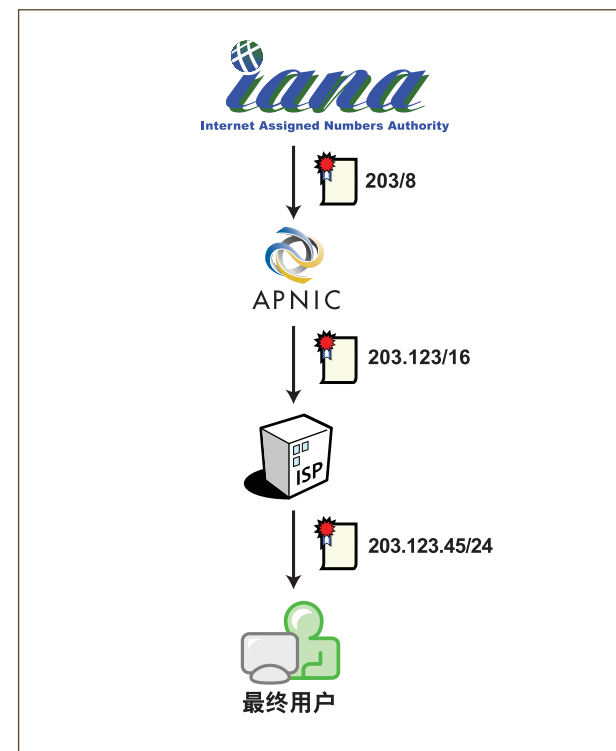 iana
Internet Assigned Numbers Authority
203/8
APNIC
203.123/16
ISP
203.123.45/24
最终用户